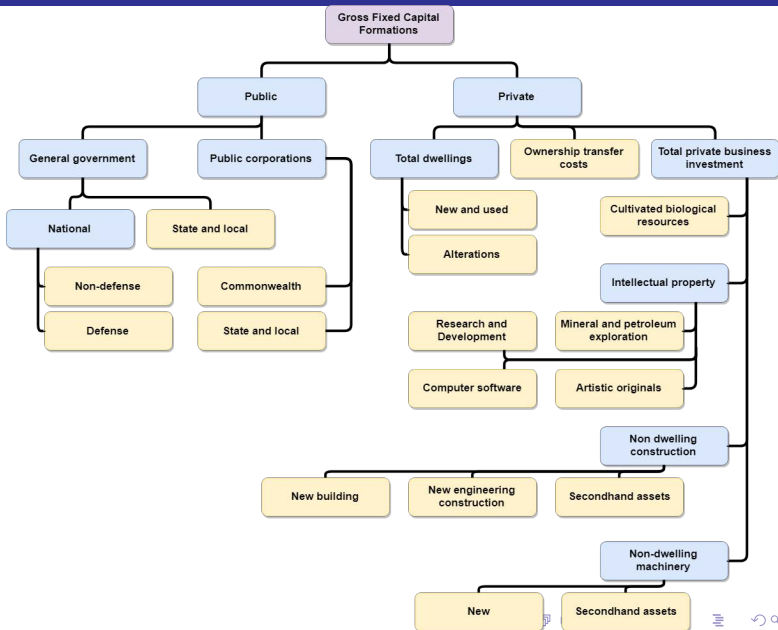 Gross Fixed Capital
Formations
Public
Private
General government
Public corporations
Total dwellings
Ownership transfer
costs
Total private business
investment
National
State and local
New and used
Cultivated biological
resources
Alterations
Non-defense
Commonwealth
Intellectual property
Defense
State and local
Research and
Development
Mineral and petroleum
exploration
Computer software
Artistic originals
Non dwelling
construction
New building
New engineering
construction
Secondhand assets
Non-dwelling
machinery
New
Secondhand assets